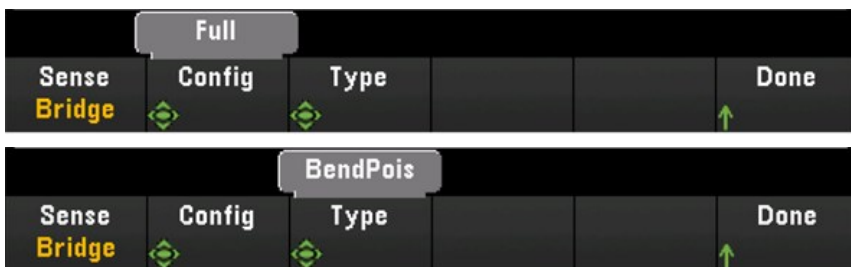 Full
Sense Config Type Done
Bridge
BendPois
Sense Config Type Done
Bridge